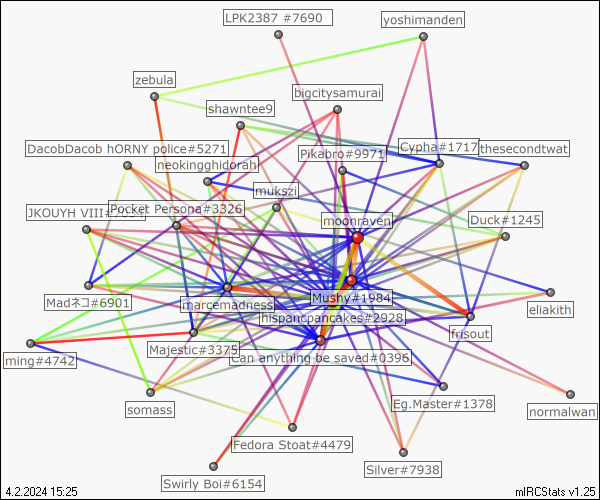 LPK2387 #7690
yoshimanden
zebula
bigcitysamurai
shawntee9
DacobDacob hORNY police#5271
Cypha#1717
thesecondtwat
Pikabro#9971
neokingghidorah
mukszi
JKOUYH VIII
Pocket Persona#3326
moonraven
Duck#1245
Madネコ#6901
marcemadness
Mushy#1984
eliakith
hispancpancakes#2928
frisout
ming#4742
Majestic#3375
Can anything be saved#0396
somass
Eg.Master#1378
normalwan
Fedora Stoat#4479
Silver#7938
Swirly Boi#6154
4.2.2024 15:25
mIRCStats v1.25